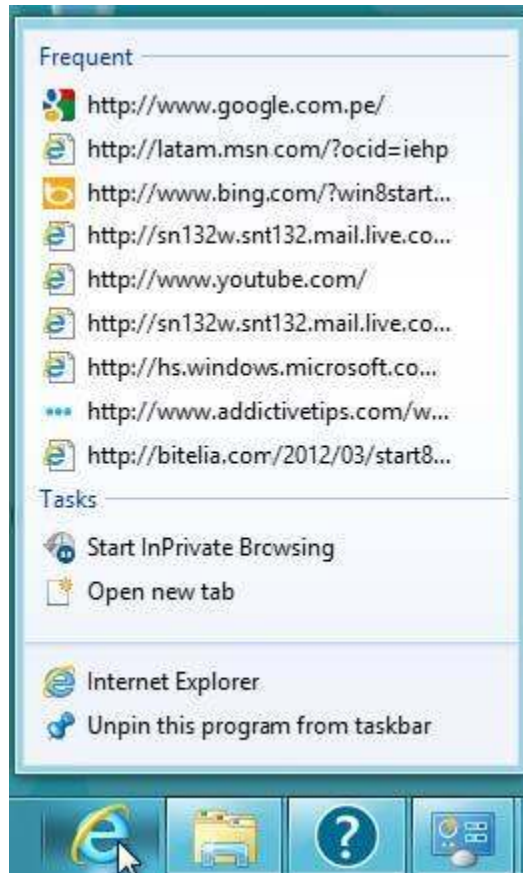 Frequent
http://www.google.com.pe/
http://latam.msn.com/?ocid=iehp
http://www.bing.com/?win8start...
http://sn132w.snt132.mail.live.co...
http://www.youtube.com/
http://sn132w.snt132.mail.live.co...
http://hs.windows.microsoft.co...
http://www.addictivetips.com/w...
http://bitelia.com/2012/03/start8...
Tasks
Start InPrivate Browsing
Open new tab
Internet Explorer
Unpin this program from taskbar